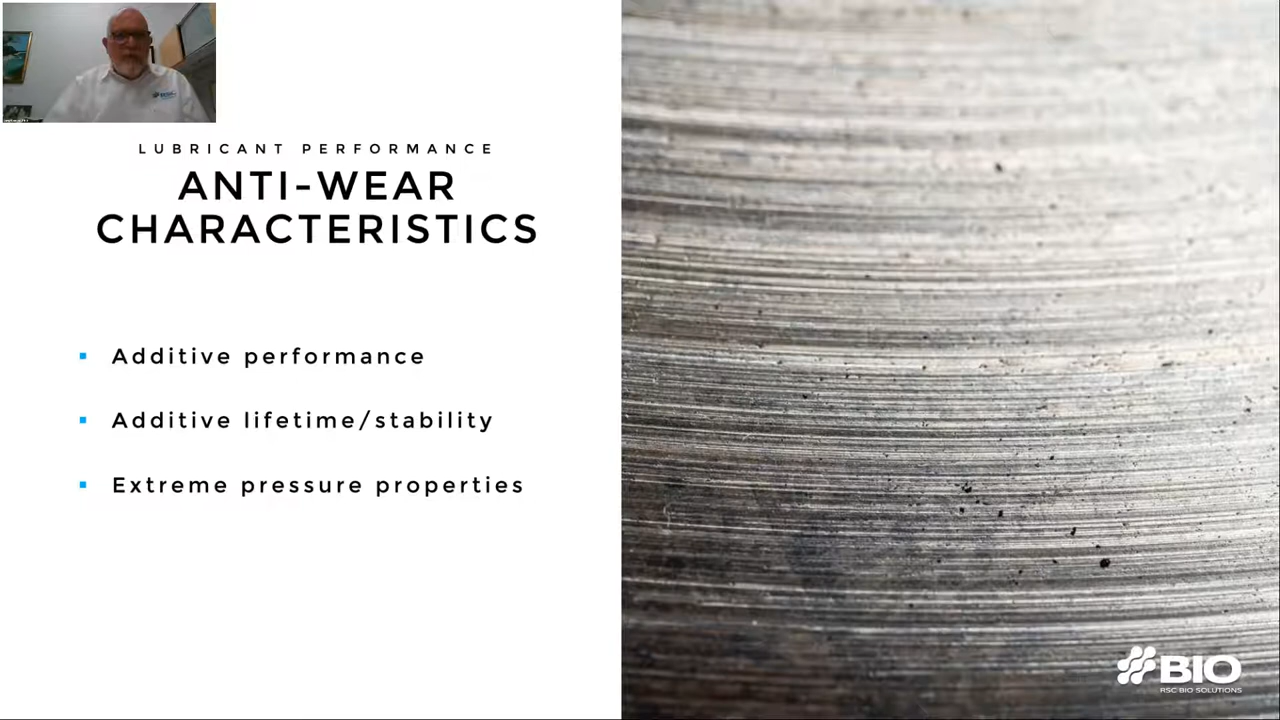 LUBRICANT PERFORMANCE
ANTI-WEAR
CHARACTERISTICS
Additive performance
Additive lifetime/stability
Extreme pressure properties
BIO
RSC BIO SOLUTIONS